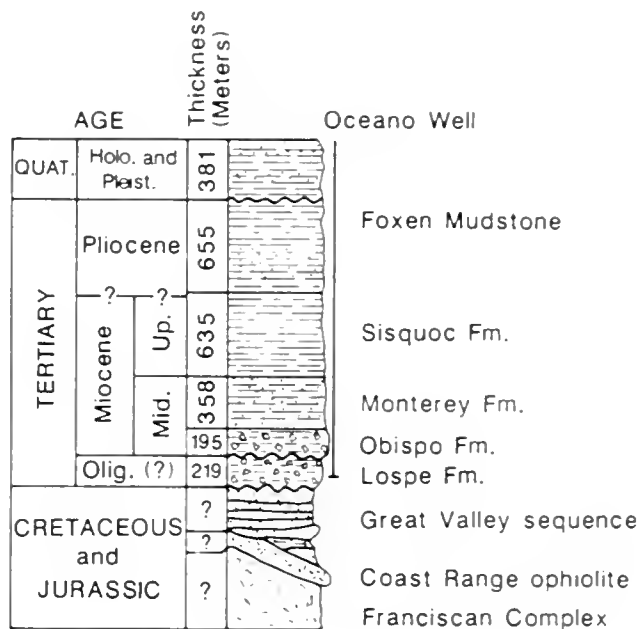 Thickness
(Meters)
AGE
Oceano Well
QUAT.
Holo. and
Pleist.
381
TERTIARY
Pliocene
655
Foxen Mudstone
?
?
Miocene
Up.
635
Sisquoc Fm.
Mid.
358
Monterey Fm.
195
Obispo Fm.
Olig. (?)
219
Lospe Fm.
CRETACEOUS
and
JURASSIC
?
Great Valley sequence
?
Coast Range ophiolite
?
Franciscan Complex